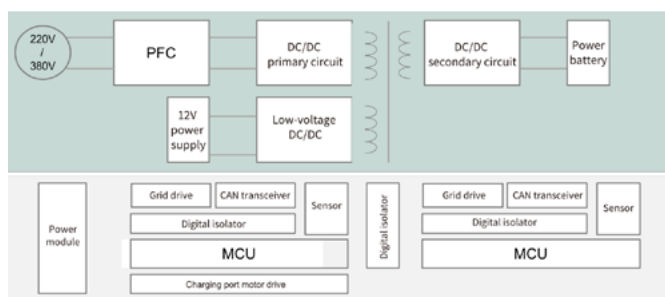 220V
/
380V
PFC
DC/DC
primary circuit
DC/DC
secondary circuit
Power
battery
12V
power
supply
Low-voltage
DC/DC
Power
module
Grid drive
CAN transceiver
Sensor
Digital isolator
MCU
Charging port motor drive
Digital isolator
Grid drive
CAN transceiver
Sensor
Digital isolator
MCU